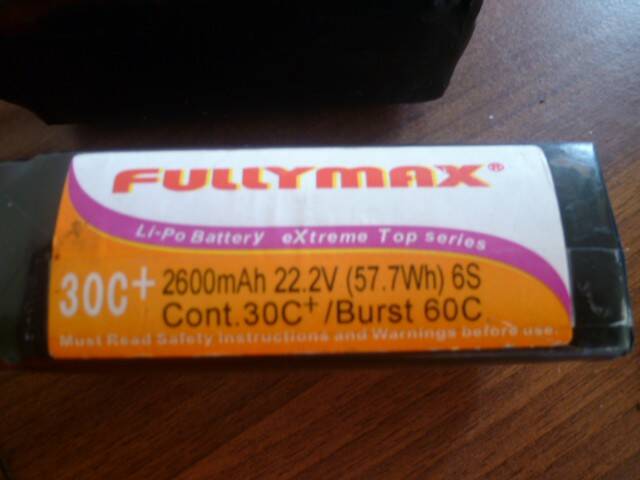 FULLYMAX®
Li-Po Battery eXtreme Top series
30C+ 2600mAh 22.2V (57.7Wh) 6S
Cont.30C+/Burst 60C
Must Read Safety Instructions and Warnings before use.